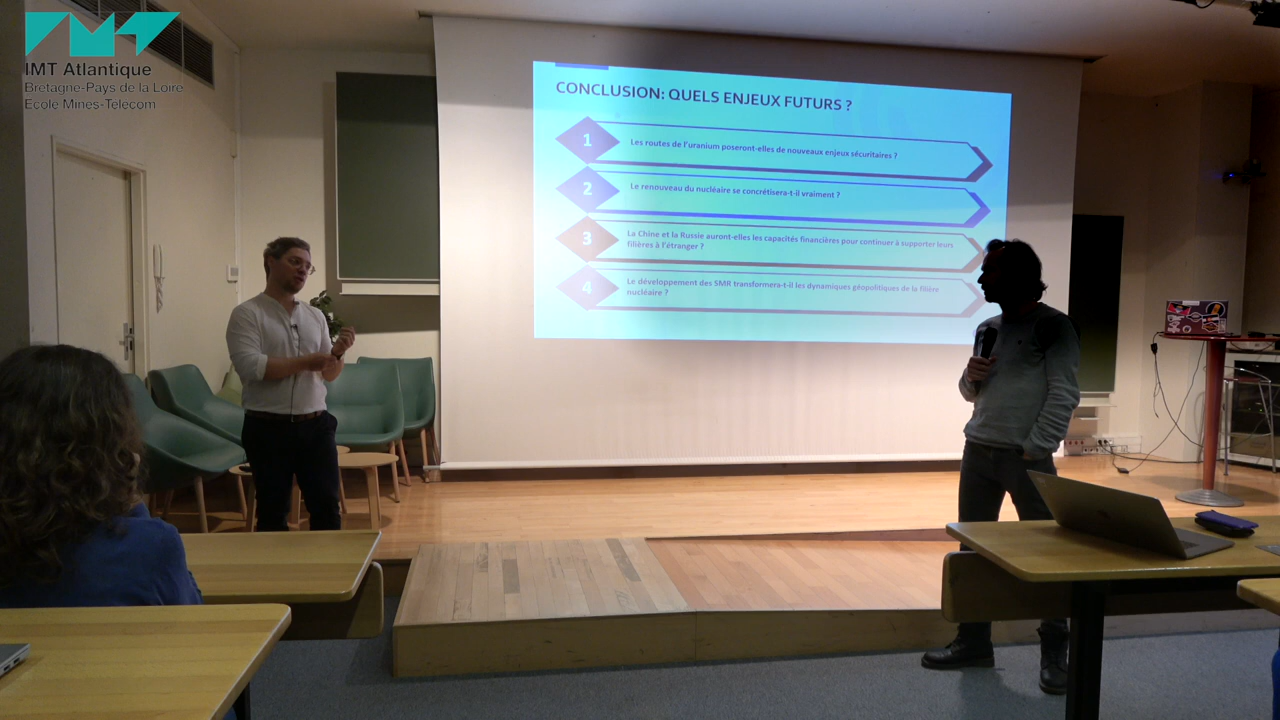 IMT Atlantique
Bretagne-Pays de la Loire
Ecole Mines-Telecom
CONCLUSION: QUELS ENJEUX FUTURS ?
1
Les routes de l'uranium poseront-elles de nouveaux enjeux sécuritaires ?
2
Le renouveau du nucléaire se concrétisera-t-il vraiment ?
3
La Chine et la Russie auront-elles les capacités financières pour continuer à supporter leurs
filières à l'étranger ?
4
Le développement des SMR transformera-t-il les dynamiques géopolitiques de la filière
nucléaire ?